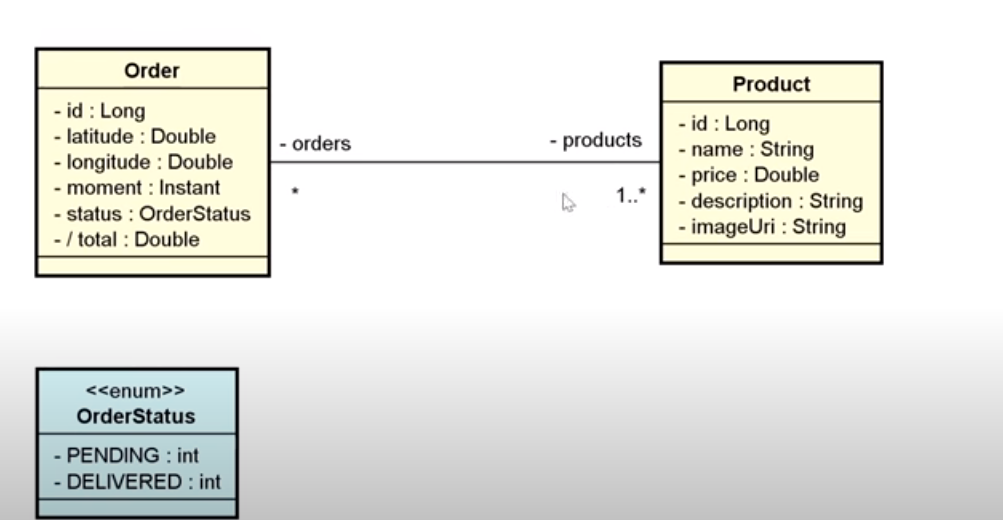 Order
- id : Long
- latitude : Double
- longitude : Double
- moment : Instant
- status : OrderStatus
- / total : Double
- orders
*
- products
1..*
Product
- id : Long
- name : String
- price : Double
- description : String
- imageUri : String
<<enum>>
OrderStatus
- PENDING : int
- DELIVERED : int